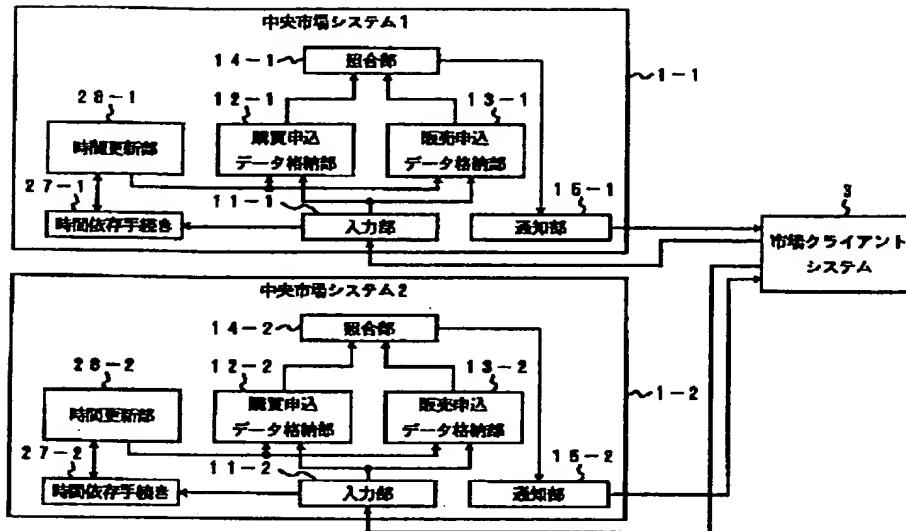 中央市場システム1
14-1
照合部
1-1
28-1
12-1
13-1
時間更新部
購買申込
データ格納部
販売申込
データ格納部
27-1
11-1
15-1
3
時間依存手続き
入力部
通知部
市場クライアント
システム
中央市場システム2
14-2
照合部
28-2
12-2
13-2
1-2
時間更新部
購買申込
データ格納部
販売申込
データ格納部
27-2
11-2
15-2
時間依存手続き
入力部
通知部